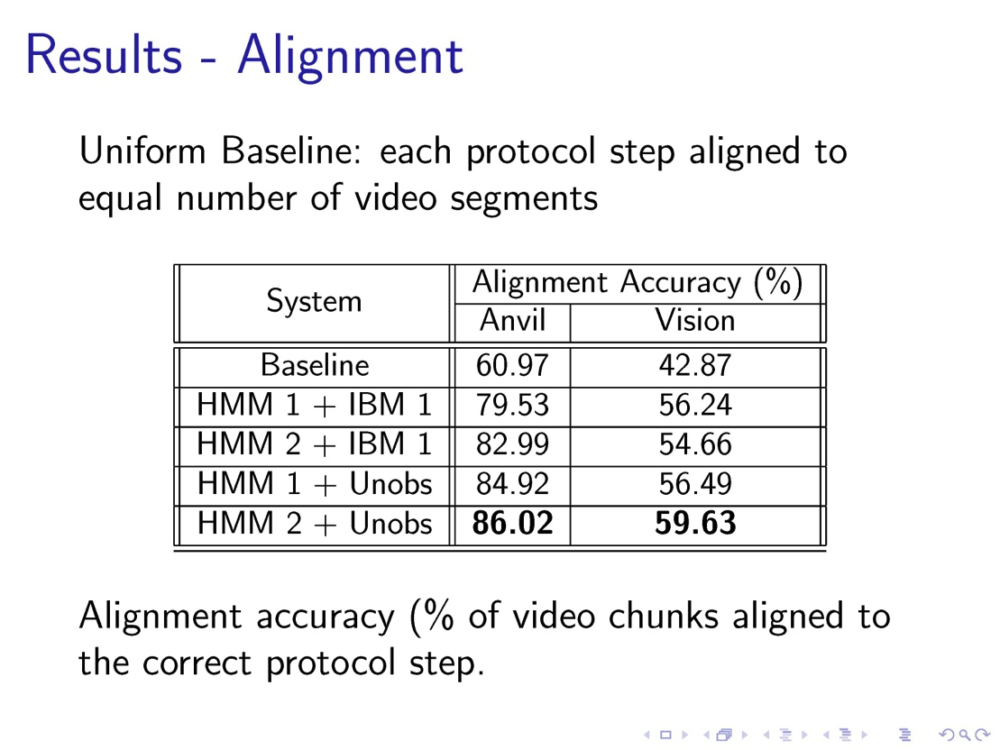 Results - Alignment
Uniform Baseline: each protocol step aligned to
equal number of video segments
System
Alignment Accuracy (%)
Anvil Vision
Baseline 60.97 42.87
HMM 1 + IBM 1 79.53 56.24
HMM 2 + IBM 1 82.99 54.66
HMM 1 + Unobs 84.92 56.49
HMM 2 + Unobs 86.02 59.63
Alignment accuracy (% of video chunks aligned to
the correct protocol step.